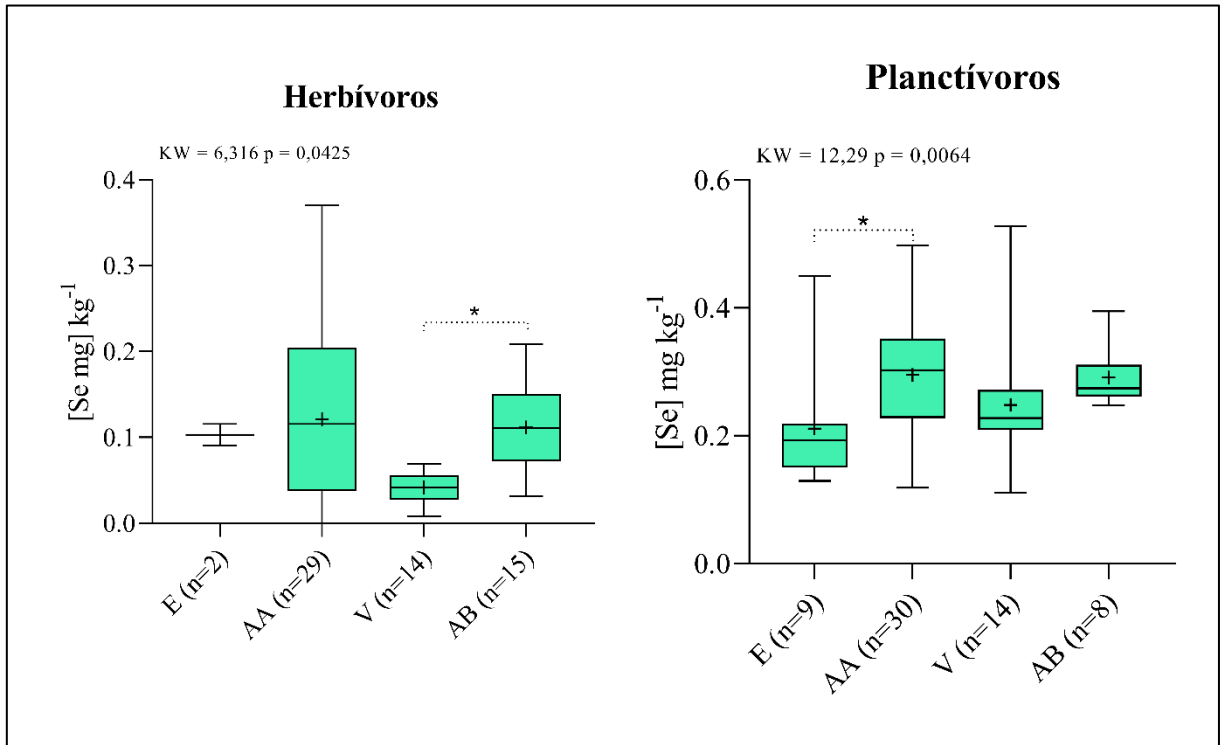 Herbívoros
KW = 6,316 p = 0,0425
[Se mg] kg-1
0.4
0.3
0.2
0.1
0.0
*
E (n=2)
AA (n=29)
V (n=14)
AB (n=15)
Planctívoros
KW = 12,29 p = 0,0064
[Se] mg kg-1
0.6
0.4
0.2
0.0
*
E (n=9)
AA (n=30)
V (n=14)
AB (n=8)